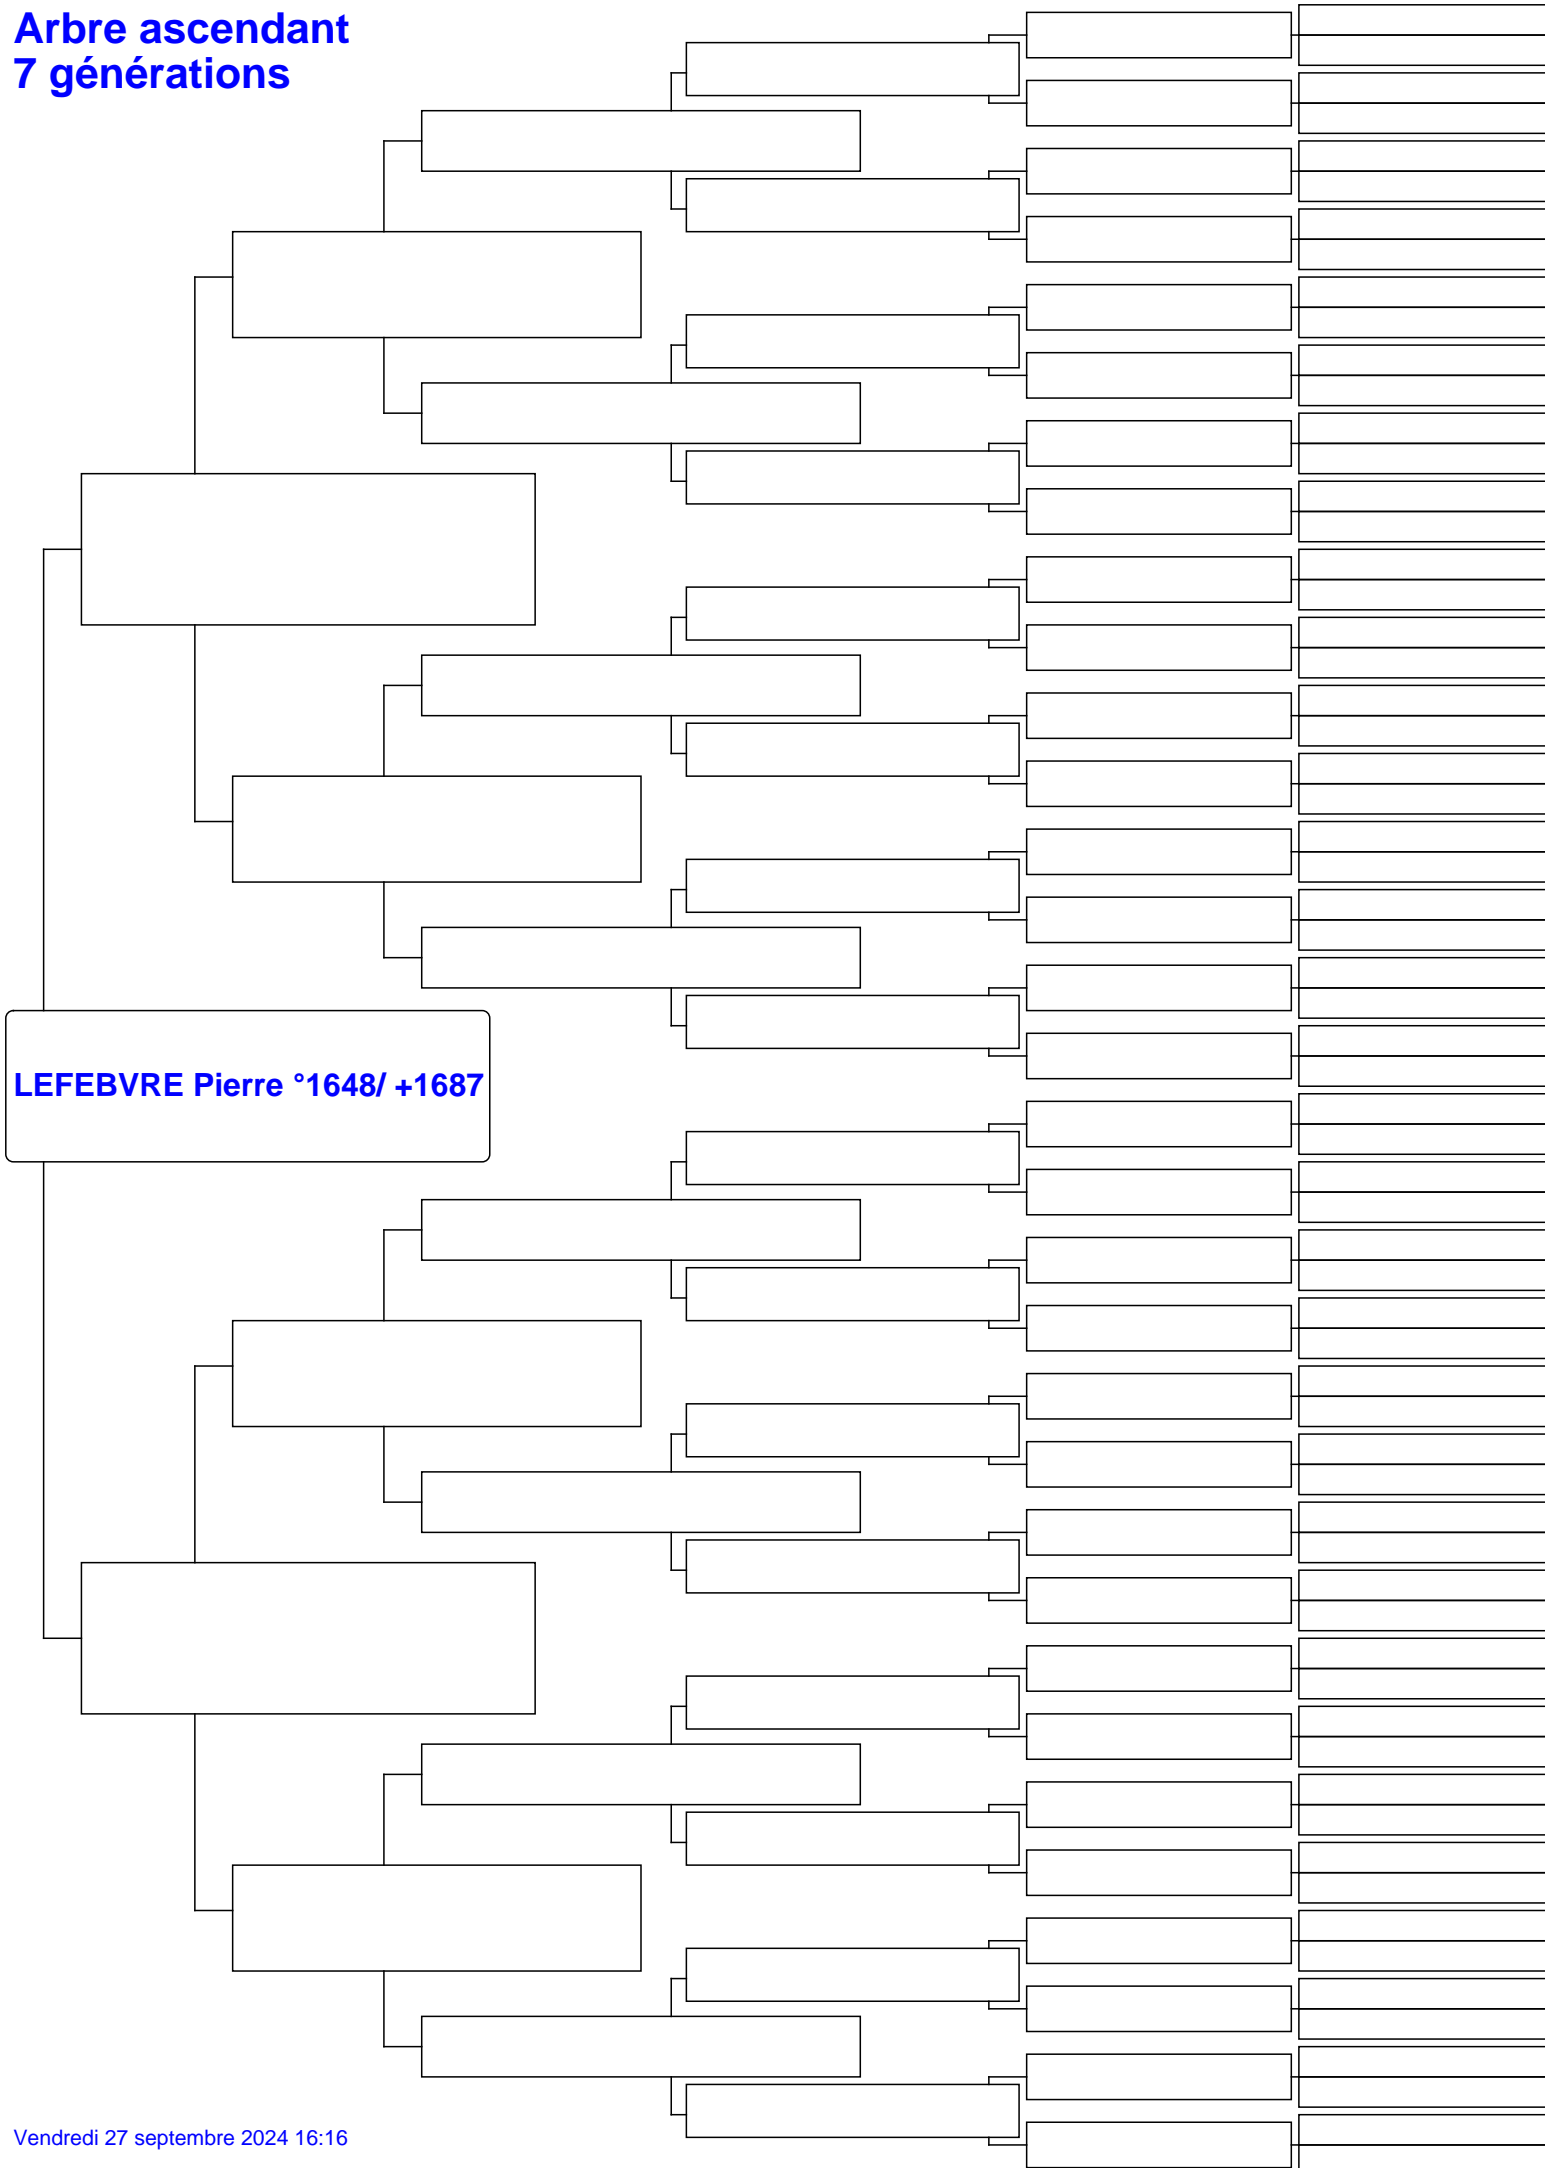 Arbre ascendant
7 générations
LEFEBVRE Pierre °1648/ +1687
Vendredi 27 septembre 2024 16:16